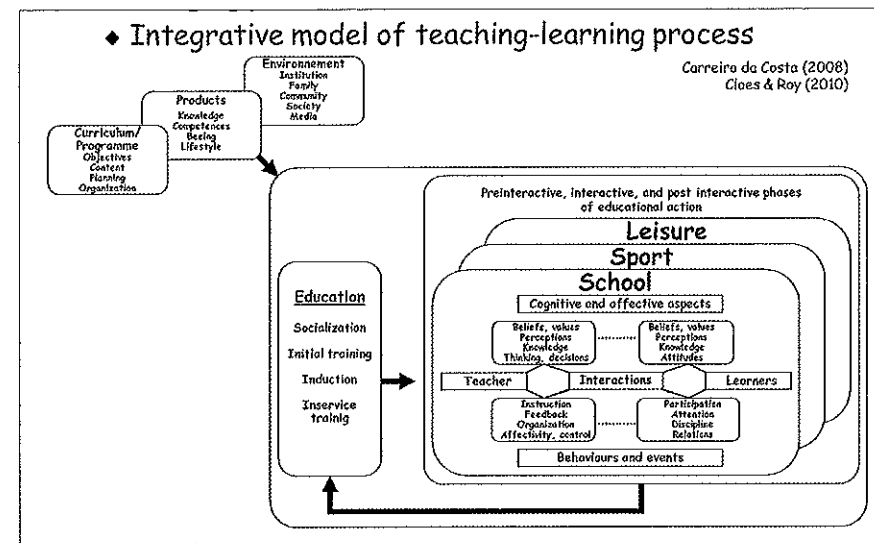 ◆ Integrative model of teaching-learning process
Carreiro da Costa (2008)
Cloes & Roy (2010)
Environnement
Institution
Family
Community
Society
Media
Products
Knowledge
Competences
Beeing
Lifestyle
Curriculum/
Programme
Objectives
Content
Planning
Organization
Preinteractive, interactive, and post interactive phases
of educational action
Leisure
Sport
School
Cognitive and affective aspects
Beliefs, values
Perceptions
Knowledge
Thinking, decisions
Beliefs, values
Perceptions
Knowledge
Attitudes
Teacher
Interactions
Learners
Instruction
Feedback
Organization
Affectivity, control
Participation
Attention
Discipline
Relations
Behaviours and events
Education
Socialization
Initial training
Induction
Inservice
trainig